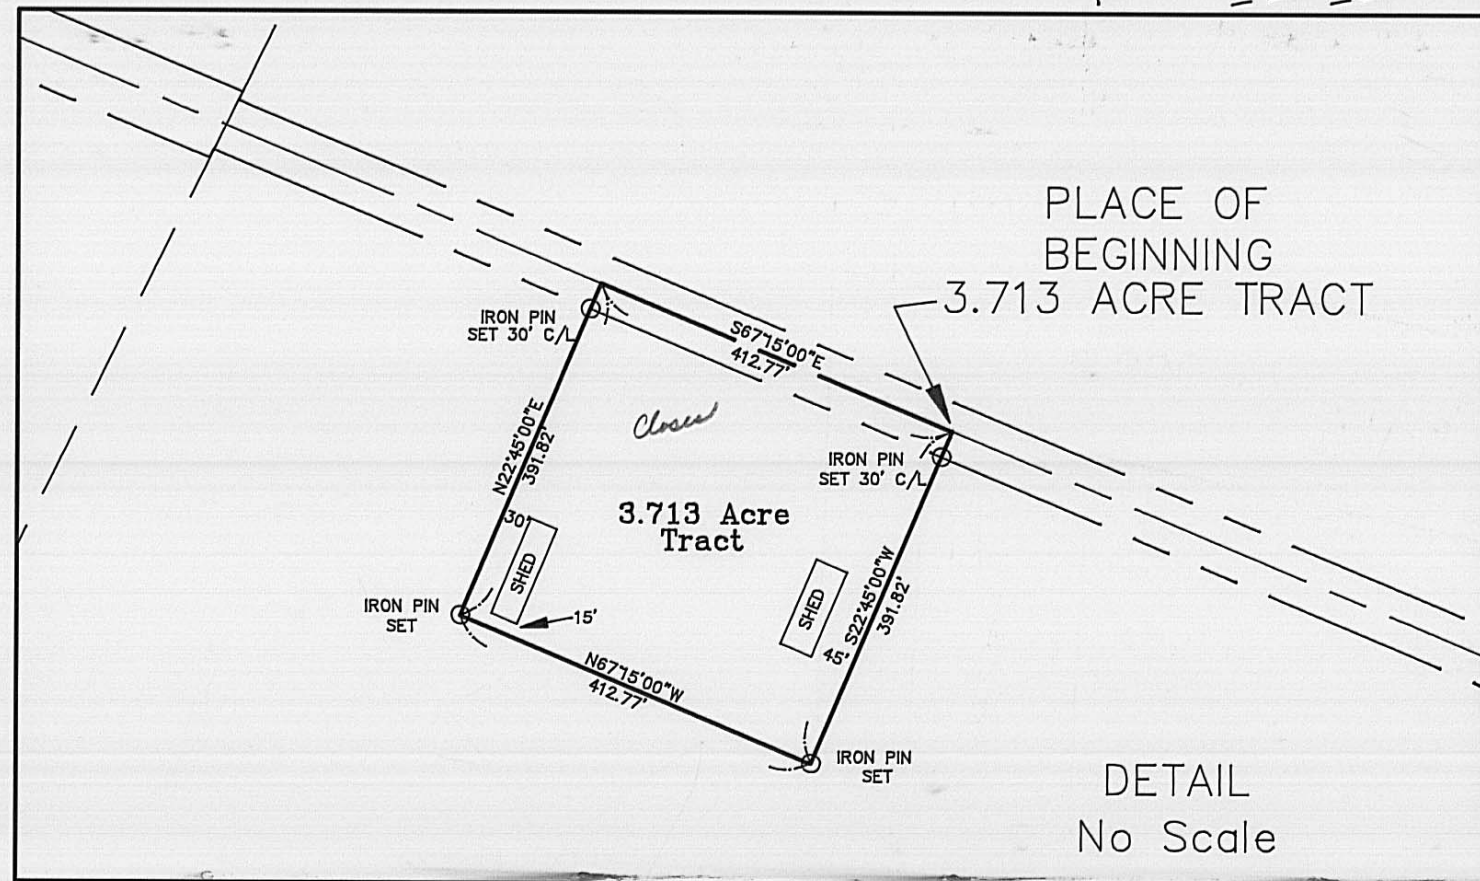 PLACE OF
BEGINNING
3.713 ACRE TRACT
IRON PIN
SET 30' C/L
S67°15'00"E
412.77'
Closes
N22°45'00"E
391.82'
IRON PIN
SET 30' C/L
3.713 Acre
Tract
30'
SHED
SHED
S22°45'00"W
391.82'
IRON PIN
SET
15'
45'
N67°15'00"W
412.77'
IRON PIN
SET
DETAIL
No Scale